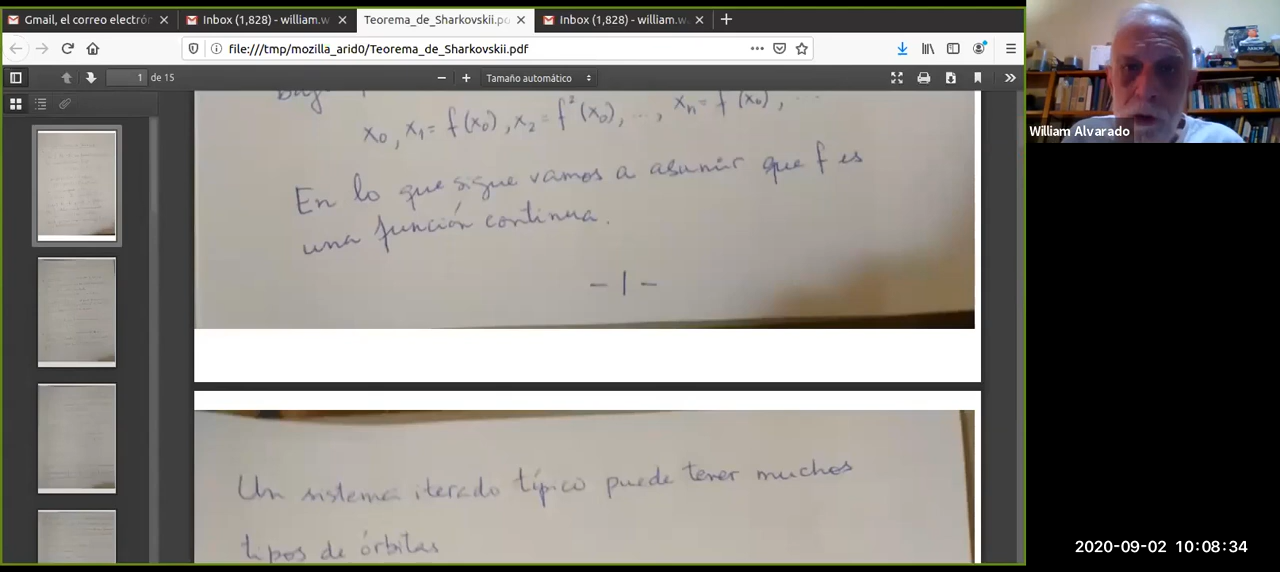 Gmail, el correo electrón
Inbox (1,828) - william.w
Teorema_de_Sharkovskii.pd
Inbox (1,828) - william.w
file:///tmp/mozilla_arid0/Teorema_de_Sharkovskii.pdf
1 de 15
Tamaño automático
William Alvarado
x₀, x₁ = f(x₀), x₂ = f²(x₀), ..., xₙ = f (x₀), ...
En lo que sigue vamos a asumir que f es
una función continua.
- 1 -
Un sistema iterado típico puede tener muchos
tipos de órbitas
2020-09-02 10:08:34